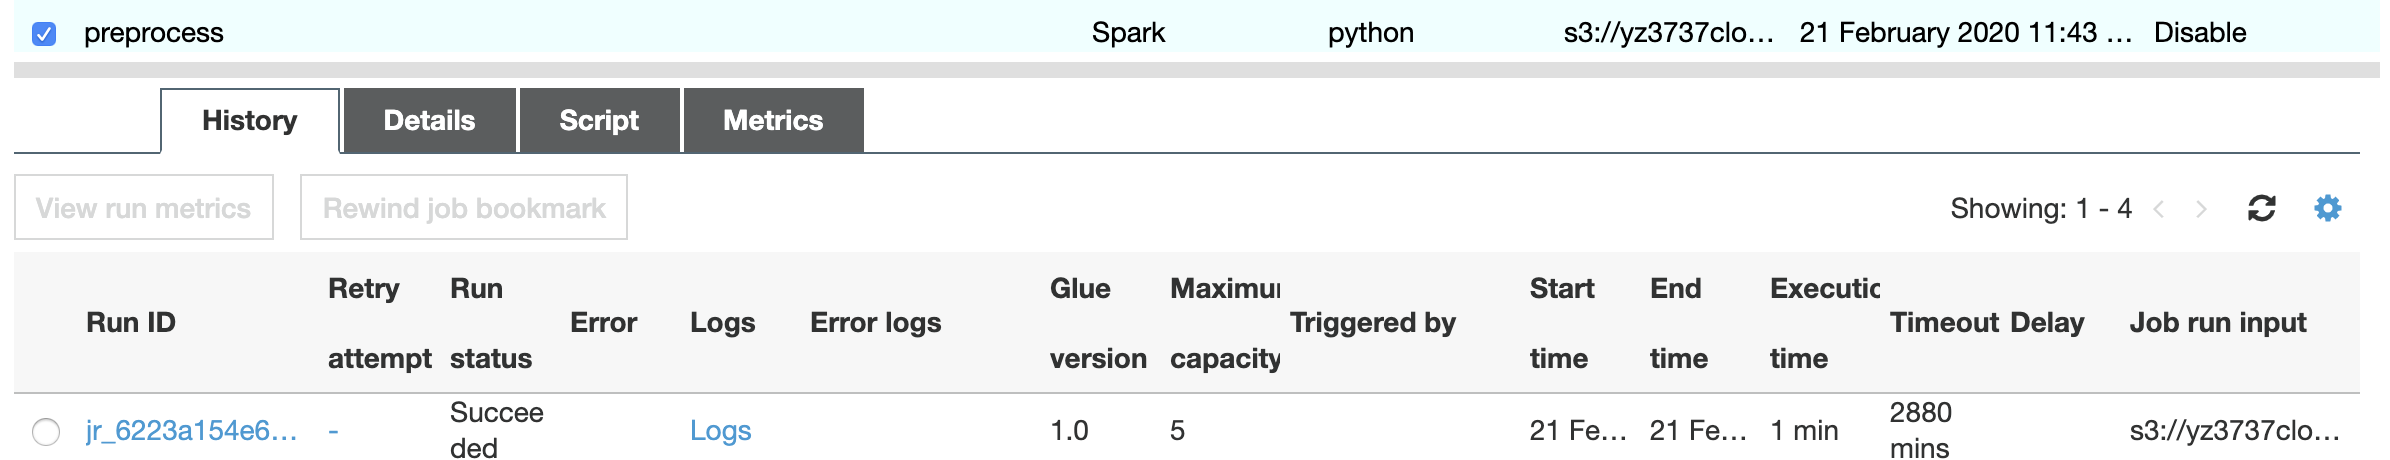 preprocess Spark python s3://yz3737clo... 21 February 2020 11:43 ... Disable
History Details Script Metrics
View run metrics Rewind job bookmark Showing: 1 - 4
Run ID Retry attempt Run status Error Logs Error logs Glue version Maximu capacity Triggered by Start time End time Executic time Timeout Delay Job run input
jr_6223a154e6... - Succee ded Logs 1.0 5 21 Fe... 21 Fe... 1 min 2880 mins s3://yz3737clo...